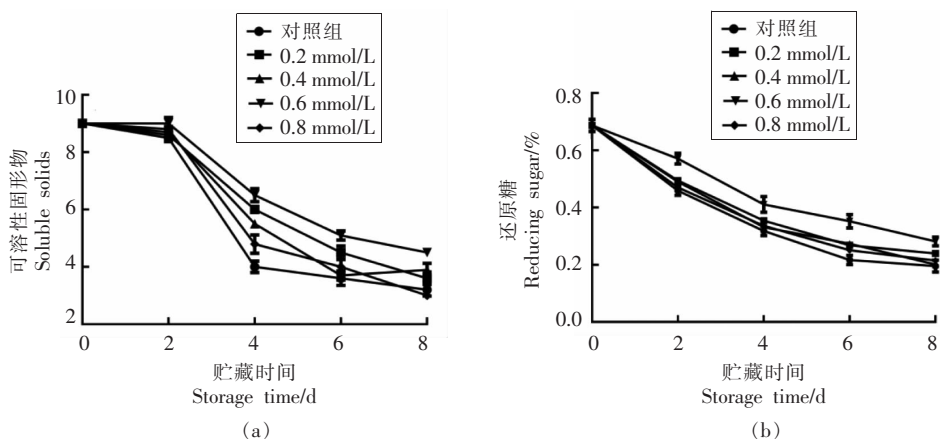 对照组
0.2 mmol/L
0.4 mmol/L
0.6 mmol/L
0.8 mmol/L
可溶性固形物
Soluble solids
10
8
6
4
2
0 2 4 6 8
贮藏时间
Storage time/d
(a)
对照组
0.2 mmol/L
0.4 mmol/L
0.6 mmol/L
0.8 mmol/L
还原糖
Reducing sugar/%
0.8
0.6
0.4
0.2
0.0
0 2 4 6 8
贮藏时间
Storage time/d
(b)